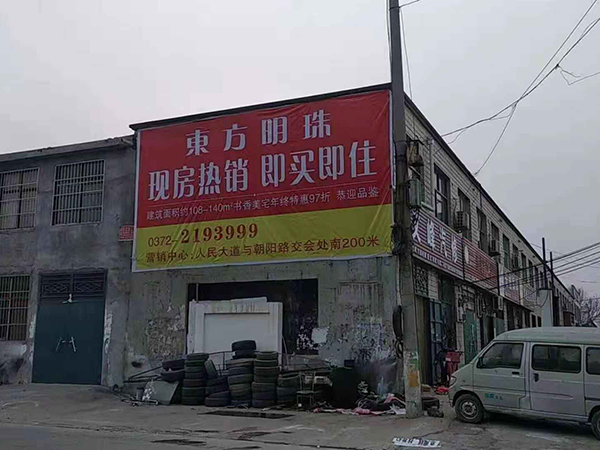 東方明珠
现房热销 即买即住
建筑面积约108-140m²书香美宅年终特惠97折 恭迎品鉴
0372-2193999
营销中心:人民大道与朝阳路交会处南200米